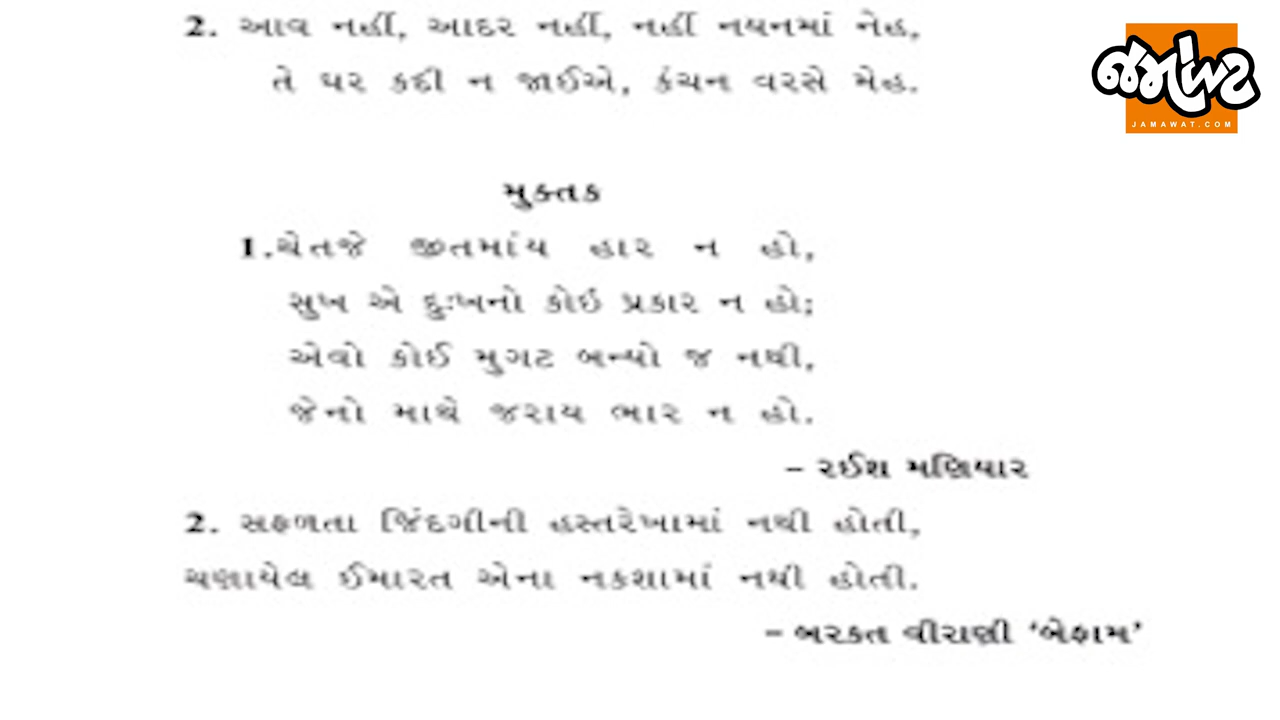 2. આવ નહીં, આદર નહીં, નહીં નયનમાં નેહ,
તે ઘર કદી ન જાઈએ, કંચન વરસે મેહ.
જમાવટ
JAMAWAT.COM
મુક્તક
1.ચેતજે જીતમાંય હાર ન હો,
સુખ એ દુઃખનો કોઈ પ્રકાર ન હો;
એવો કોઈ મુગટ બન્યો જ નથી,
જેનો માથે જરાય ભાર ન હો.
– રઈશ મણિયાર
2. સફળતા જિંદગીની હસ્તરેખામાં નથી હોતી,
ચણાયેલ ઈમારત એના નકશામાં નથી હોતી.
– બરકત વીરાણી ‘બેફામ’